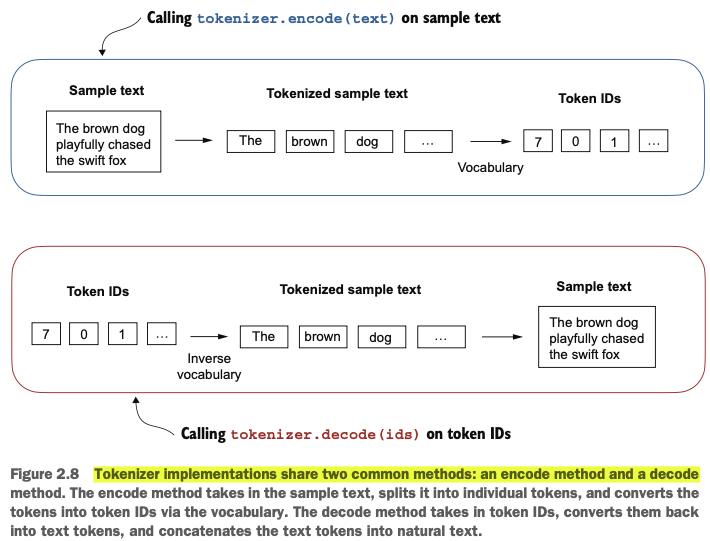 Calling tokenizer.encode(text) on sample text
Sample text
Tokenized sample text
Token IDs
The brown dog
playfully chased
the swift fox
The brown dog ...
7 0 1 ...
Vocabulary
Token IDs
Tokenized sample text
Sample text
7 0 1 ...
The brown dog ...
The brown dog
playfully chased
the swift fox
Inverse
vocabulary
Calling tokenizer.decode(ids) on token IDs
Figure 2.8 Tokenizer implementations share two common methods: an encode method and a decode
method. The encode method takes in the sample text, splits it into individual tokens, and converts the
tokens into token IDs via the vocabulary. The decode method takes in token IDs, converts them back
into text tokens, and concatenates the text tokens into natural text.